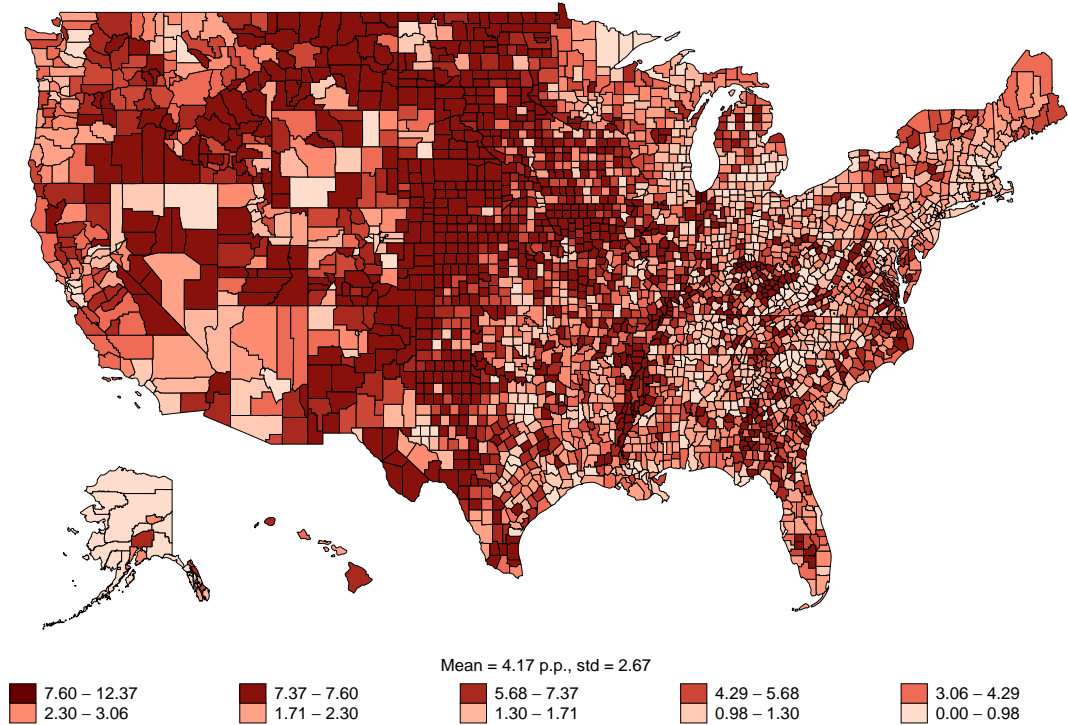 Mean = 4.17 p.p., std = 2.67
7.60 – 12.37 7.37 – 7.60 5.68 – 7.37 4.29 – 5.68 3.06 – 4.29
2.30 – 3.06 1.71 – 2.30 1.30 – 1.71 0.98 – 1.30 0.00 – 0.98